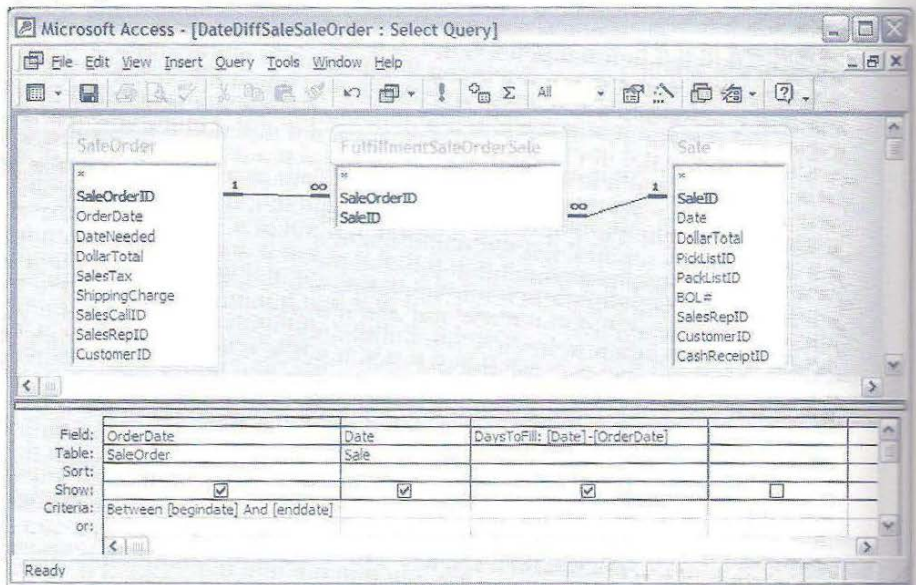 Microsoft Access - [DateDiffSaleSaleOrder : Select Query]
File Edit View Insert Query Tools Window Help
Σ All
SaleOrder
*
SaleOrderID
OrderDate
DateNeeded
DollarTotal
SalesTax
ShippingCharge
SalesCallID
SalesRepID
CustomerID
1 ∞
FulfillmentSaleOrderSale
*
SaleOrderID
SaleID
∞ 1
Sale
*
SaleID
Date
DollarTotal
PickListID
PackListID
BOL#
SalesRepID
CustomerID
CashReceiptID
Field: OrderDate Date DaysToFill: [Date]-[OrderDate]
Table: SaleOrder Sale
Sort:
Show:
Criteria: Between [begindate] And [enddate]
or:
Ready